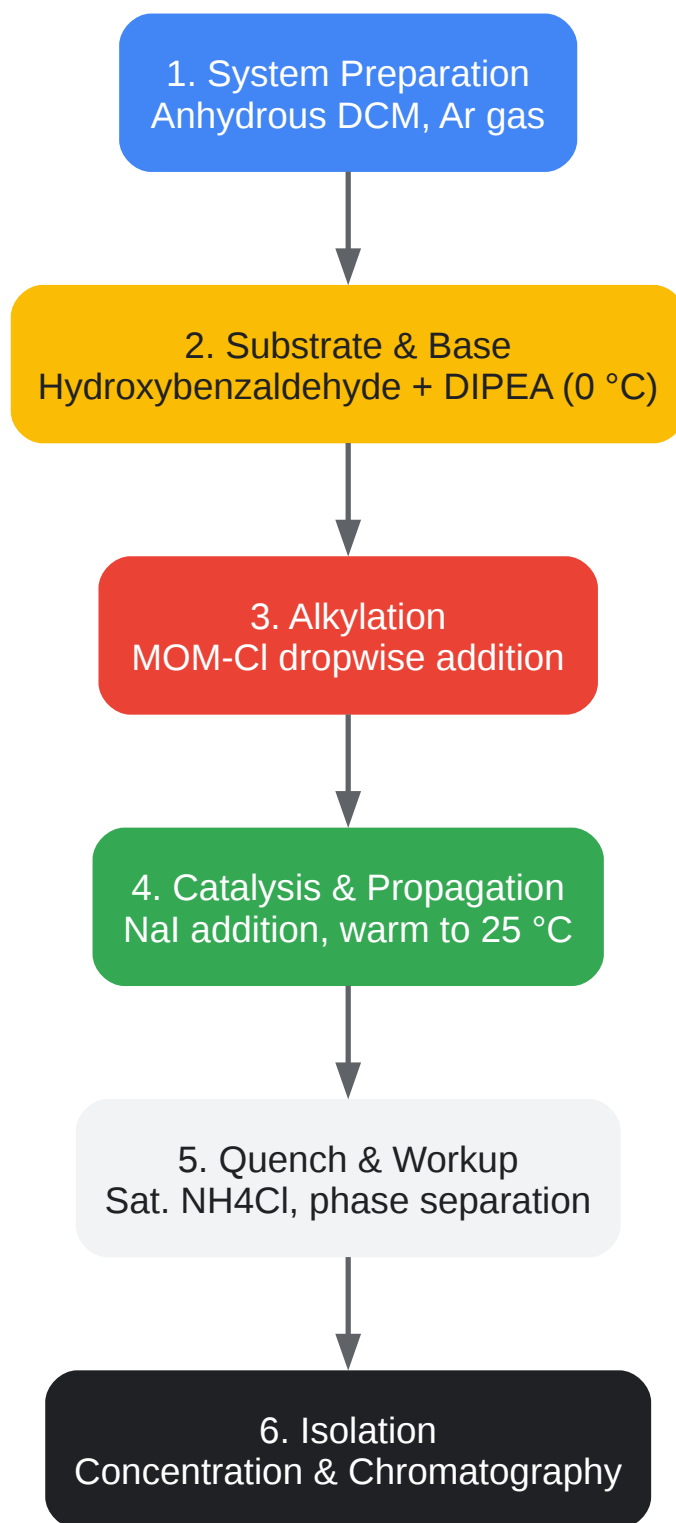 1. System Preparation
Anhydrous DCM, Ar gas
2. Substrate & Base
Hydroxybenzaldehyde + DIPEA (0 °C)
3. Alkylation
MOM-Cl dropwise addition
4. Catalysis & Propagation
NaI addition, warm to 25 °C
5. Quench & Workup
Sat. NH4Cl, phase separation
6. Isolation
Concentration & Chromatography